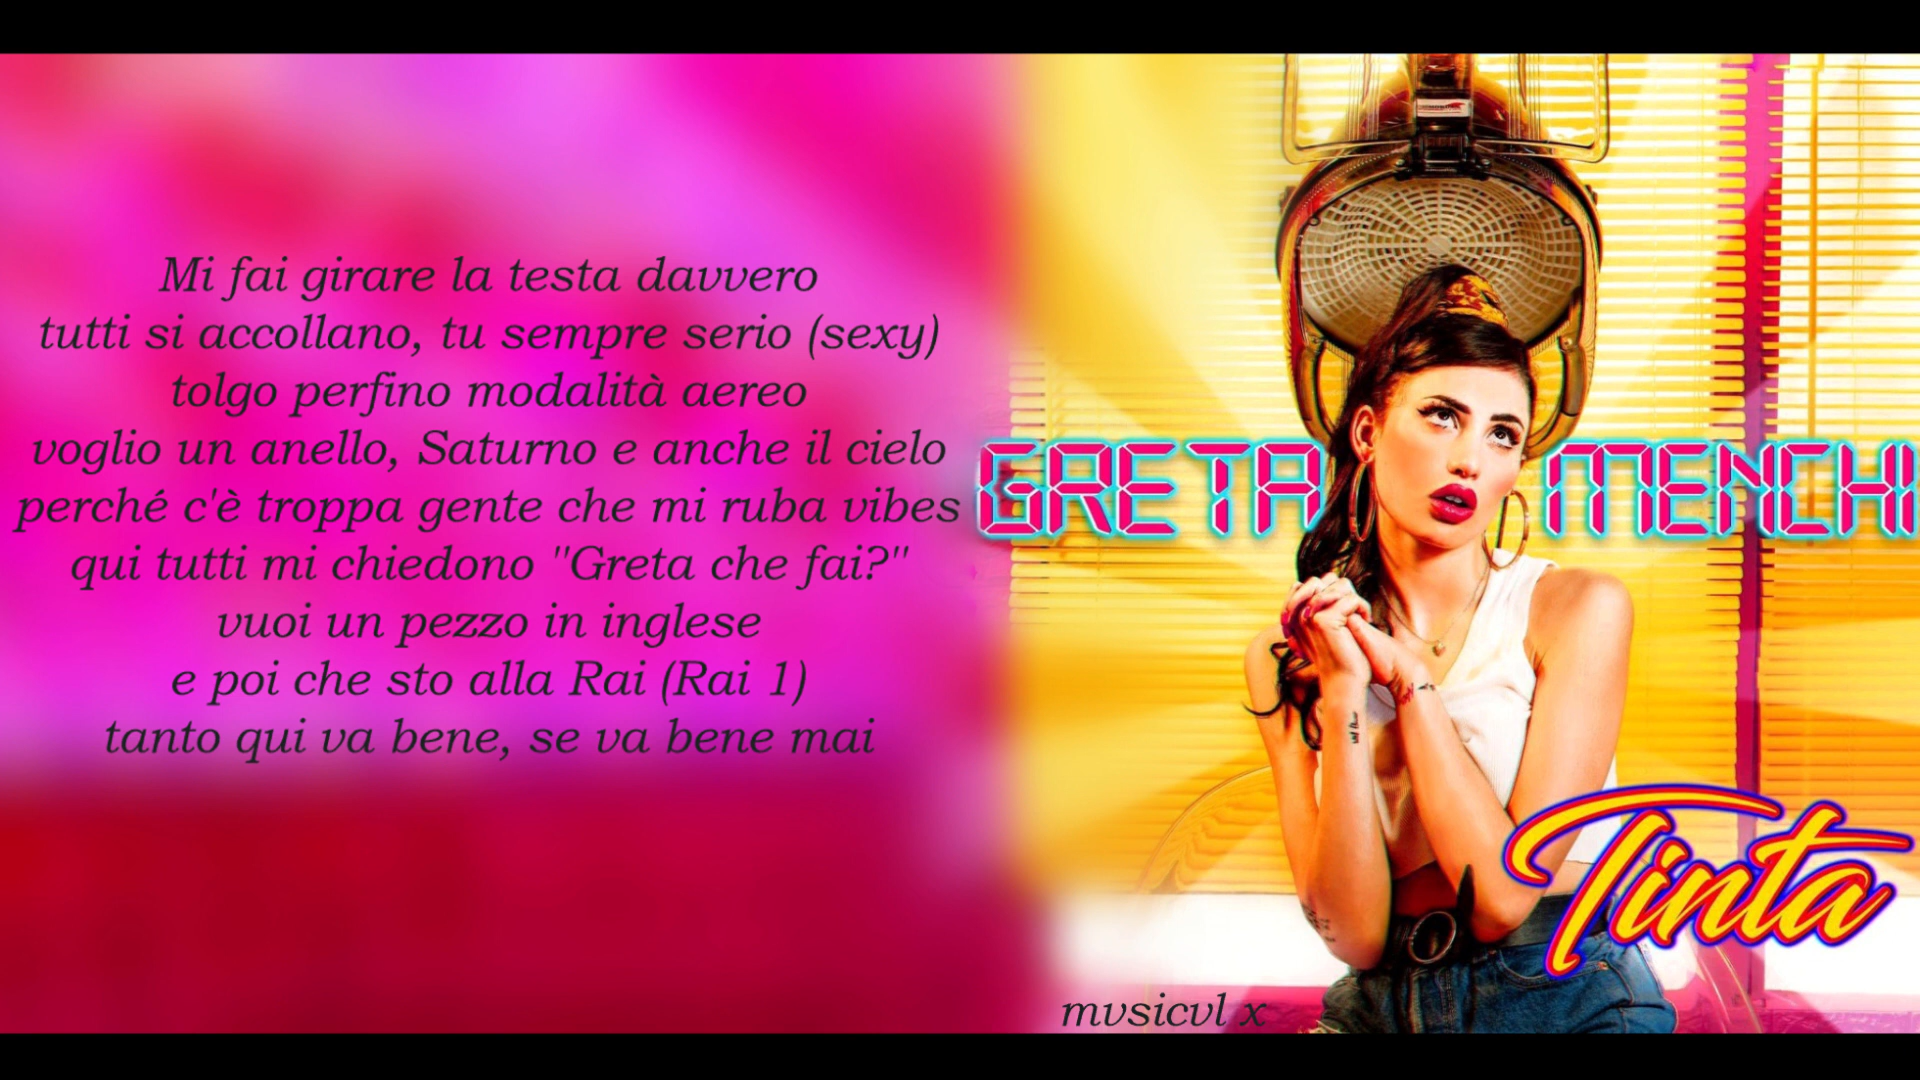 Mi fai girare la testa davvero
tutti si accollano, tu sempre serio (sexy)
tolgo perfino modalità aereo
voglio un anello, Saturno e anche il cielo
perché c'è troppa gente che mi ruba vibes
qui tutti mi chiedono "Greta che fai?"
vuoi un pezzo in inglese
e poi che sto alla Rai (Rai 1)
tanto qui va bene, se va bene mai
GRETA MENCHI
Tinta
mvsicvl x